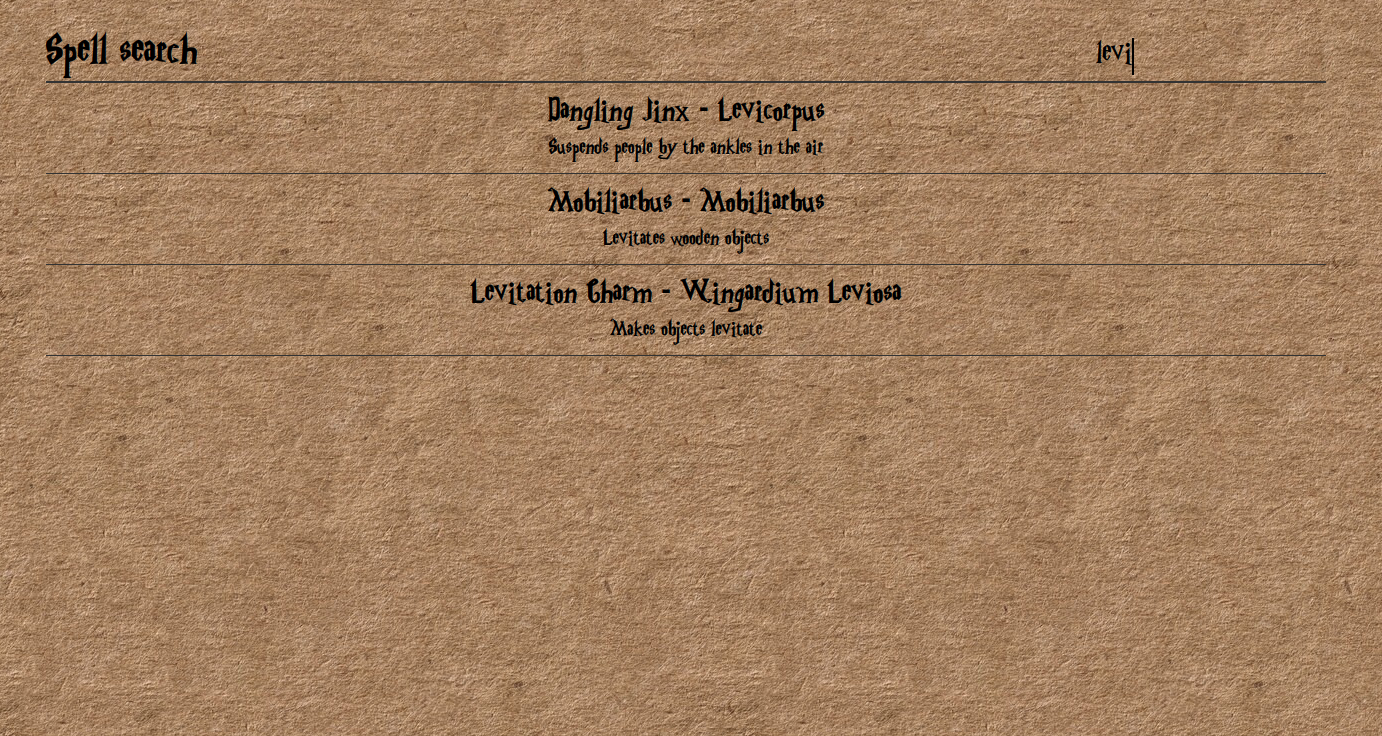 Spell search
levi
Dangling Jinx - Levicorpus
Suspends people by the ankles in the air
Mobiliarbus - Mobiliarbus
Levitates wooden objects
Levitation Charm - Wingardium Leviosa
Makes objects levitate